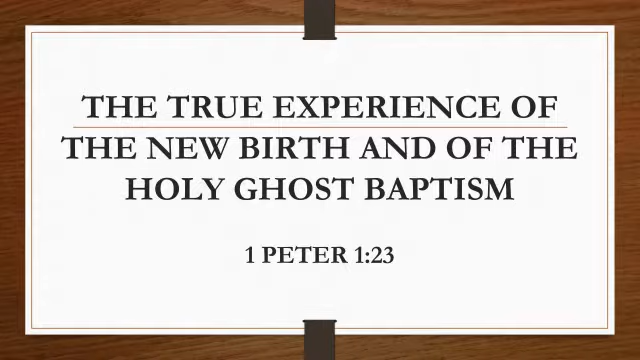 THE TRUE EXPERIENCE OF
THE NEW BIRTH AND OF THE
HOLY GHOST BAPTISM
1 PETER 1:23